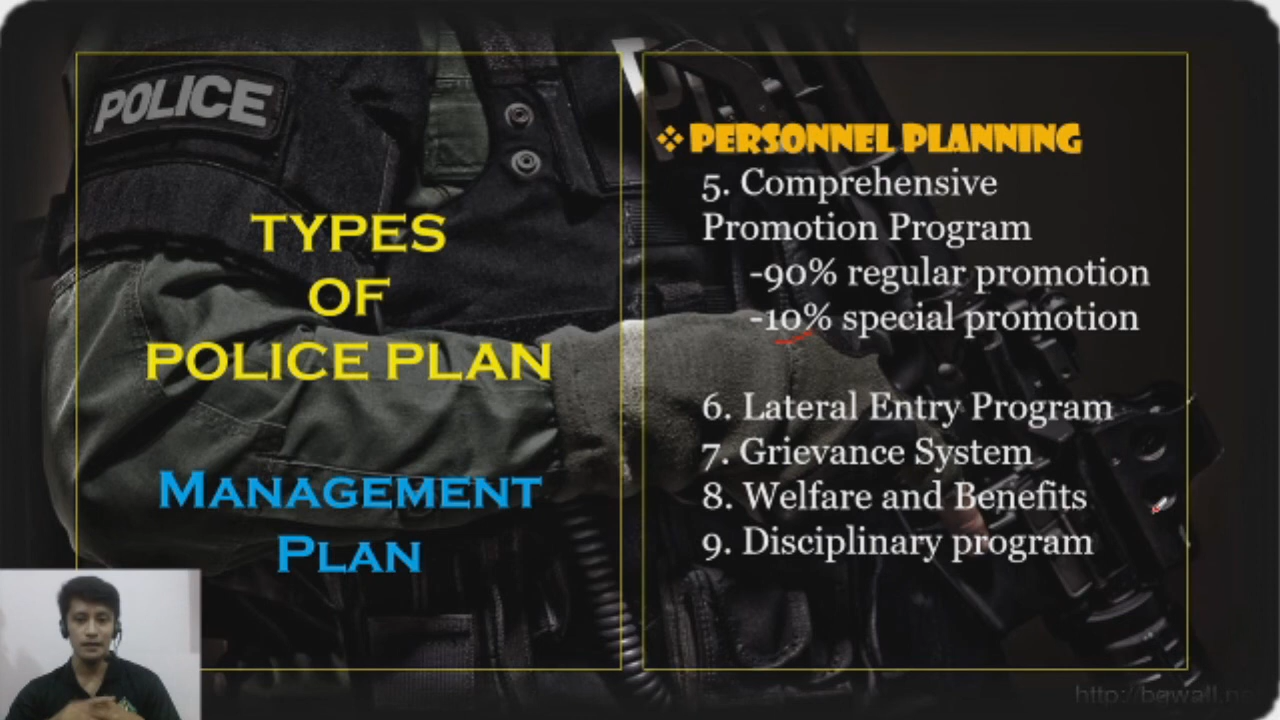 POLICE
TYPES
OF
POLICE PLAN
MANAGEMENT
PLAN
❖ PERSONNEL PLANNING
5. Comprehensive
Promotion Program
-90% regular promotion
-10% special promotion
6. Lateral Entry Program
7. Grievance System
8. Welfare and Benefits
9. Disciplinary program